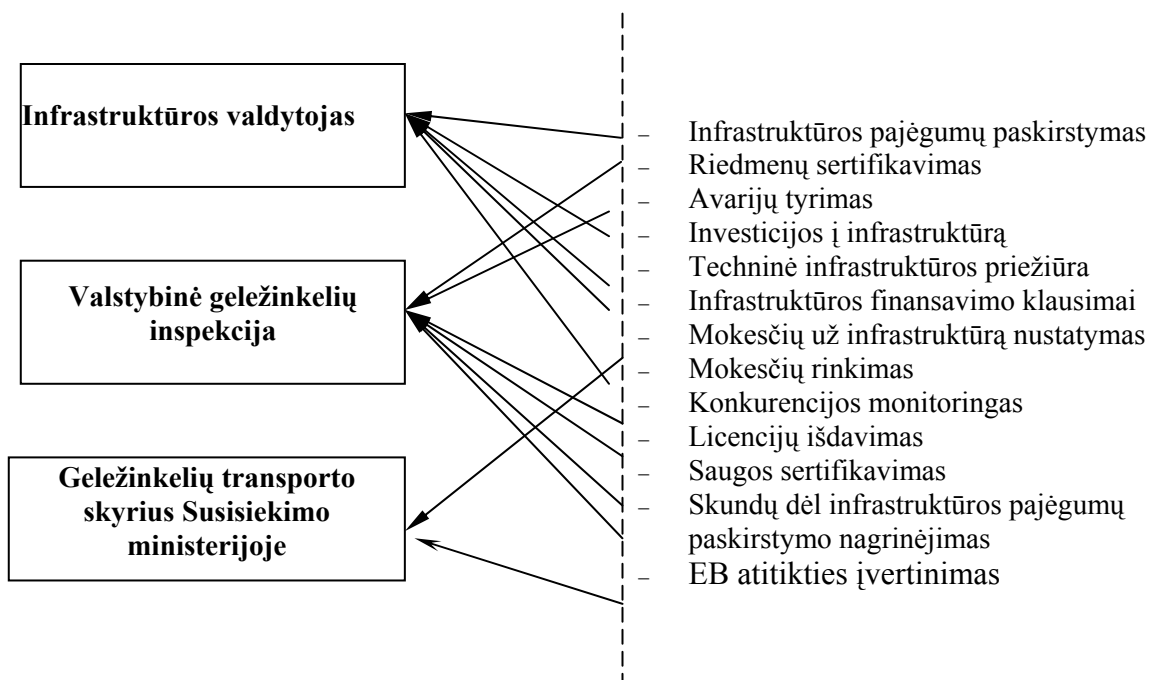 Infrastruktūros valdytojas
Valstybinė geležinkelių
inspekcija
Geležinkelių transporto
skyrius Susisiekimo
ministerijoje
– Infrastruktūros pajėgumų paskirstymas
– Riedmenų sertifikavimas
– Avarijų tyrimas
– Investicijos į infrastruktūrą
– Techninė infrastruktūros priežiūra
– Infrastruktūros finansavimo klausimai
– Mokesčių už infrastruktūrą nustatymas
– Mokesčių rinkimas
– Konkurencijos monitoringas
– Licencijų išdavimas
– Saugos sertifikavimas
– Skundų dėl infrastruktūros pajėgumų
paskirstymo nagrinėjimas
– EB atitikties įvertinimas